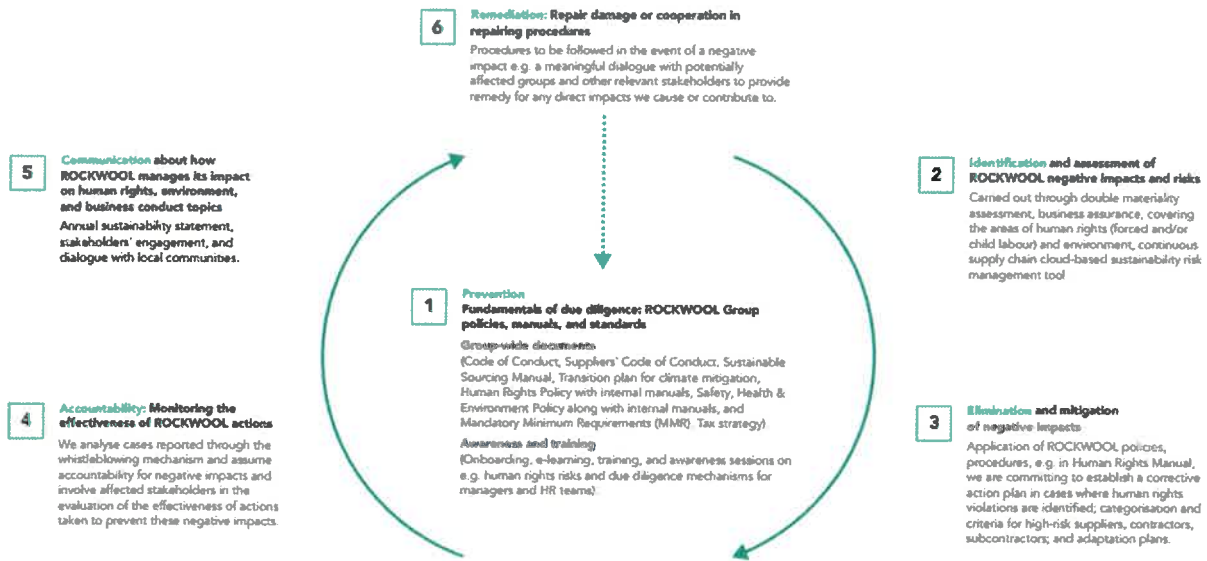 6
Remediation: Repair damage or cooperation in
repairing procedures
Procedures to be followed in the event of a negative
impact e.g. a meaningful dialogue with potentially
affected groups and other relevant stakeholders to provide
remedy for any direct impacts we cause or contribute to.
5
Communication about how
ROCKWOOL manages its impact
on human rights, environment,
and business conduct topics
Annual sustainability statement,
stakeholders' engagement, and
dialogue with local communities.
2
Identification and assessment of
ROCKWOOL negative impacts and risks
Carried out through double materiality
assessment, business assurance, covering
the areas of human rights (forced and/or
child labour) and environment, continuous
supply chain cloud-based sustainability risk
management tool
1
Prevention
Fundamentals of due diligence: ROCKWOOL Group
policies, manuals, and standards
Group-wide documents
(Code of Conduct, Suppliers' Code of Conduct, Sustainable
Sourcing Manual, Transition plan for climate mitigation,
Human Rights Policy with internal manuals, Safety, Health &
Environment Policy along with internal manuals, and
Mandatory Minimum Requirements (MMR). Tax strategy)
Awareness and training
(Onboarding, e-learning, training, and awareness sessions on
e.g. human rights risks and due diligence mechanisms for
managers and HR teams).
4
Accountability: Monitoring the
effectiveness of ROCKWOOL actions
We analyse cases reported through the
whistleblowing mechanism and assume
accountability for negative impacts and
involve affected stakeholders in the
evaluation of the effectiveness of actions
taken to prevent these negative impacts.
3
Elimination and mitigation
of negative impacts
Application of ROCKWOOL policies,
procedures, e.g. in Human Rights Manual,
we are committing to establish a corrective
action plan in cases where human rights
violations are identified; categorisation and
criteria for high-risk suppliers, contractors,
subcontractors; and adaptation plans.